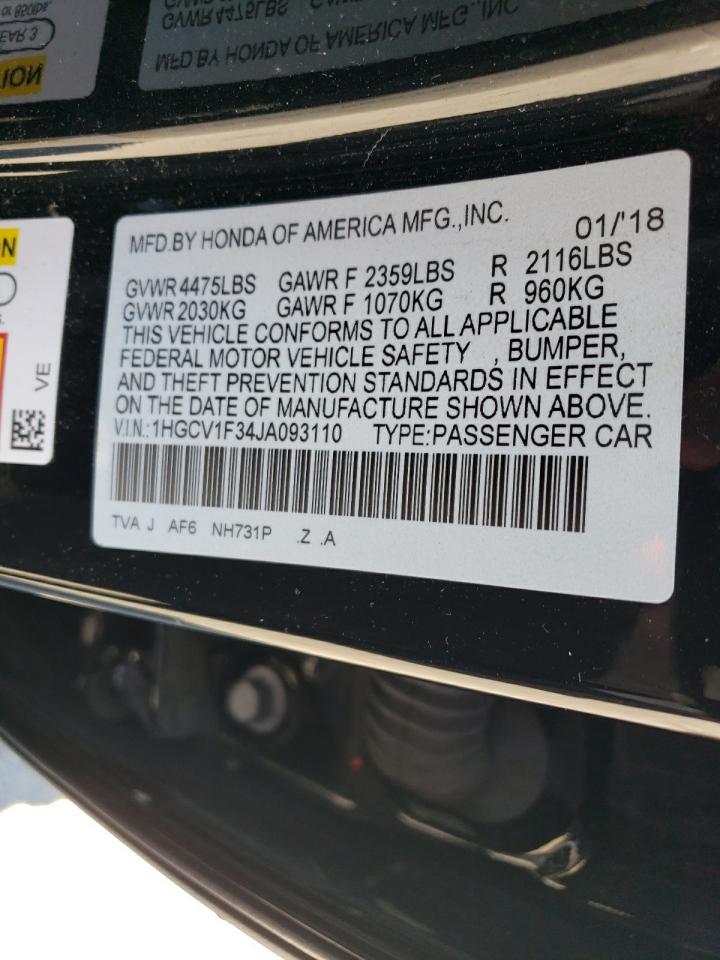 MFD.BY HONDA OF AMERICA MFG.,INC. 01/'18
GVWR 4475LBS GAWR F 2359LBS R 2116LBS
GVWR 2030KG GAWR F 1070KG R 960KG
THIS VEHICLE CONFORMS TO ALL APPLICABLE
FEDERAL MOTOR VEHICLE SAFETY , BUMPER,
AND THEFT PREVENTION STANDARDS IN EFFECT
ON THE DATE OF MANUFACTURE SHOWN ABOVE.
V.I.N.:1HGCV1F34JA093110 TYPE:PASSENGER CAR
TVA J AF6 NH731P .Z .A
VE
MFD BY HONDA OF AMERICA MFG.,INC
GVWR 4475LBS